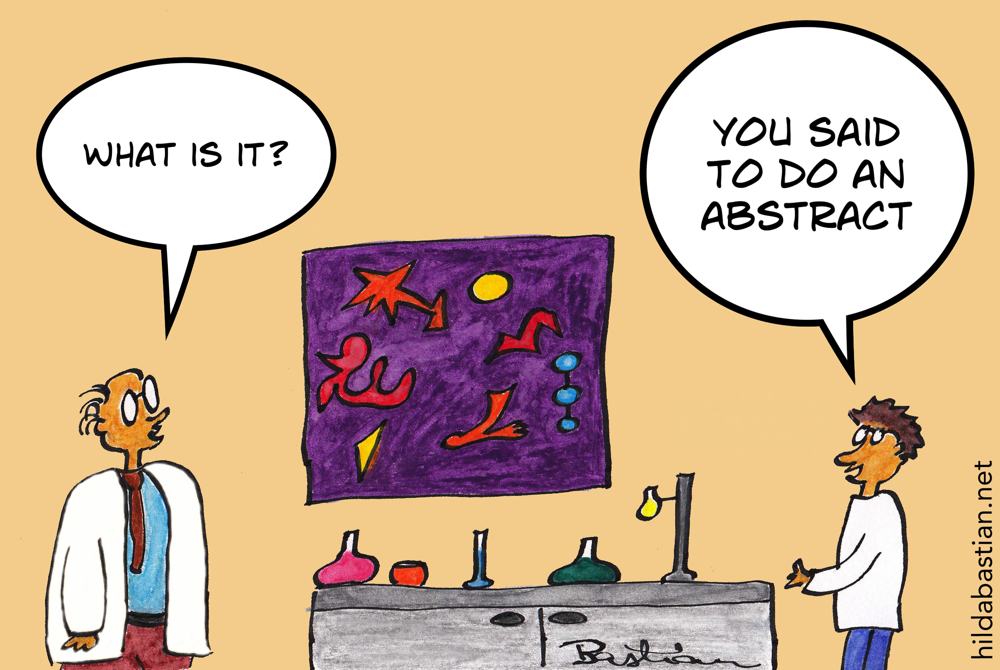 WHAT IS IT?
YOU SAID
TO DO AN
ABSTRACT
Bastian
hildabastian.net